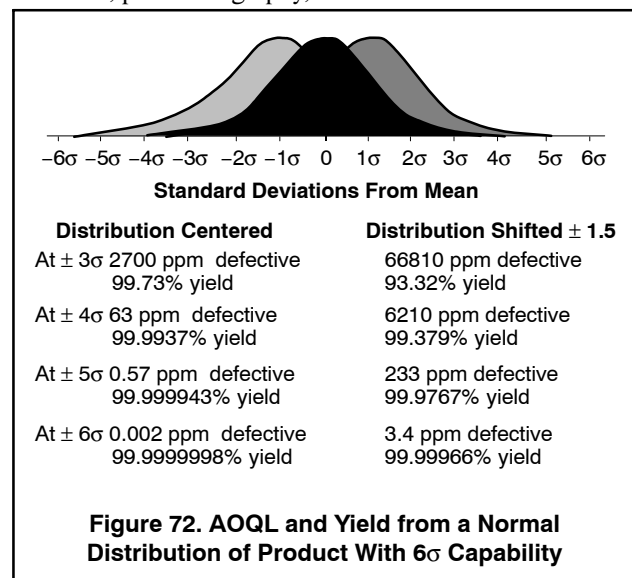 −6σ −5σ −4σ −3σ −2σ −1σ 0 1σ 2σ 3σ 4σ 5σ 6σ
Standard Deviations From Mean
Distribution Centered
At ± 3σ 2700 ppm defective
99.73% yield
At ± 4σ 63 ppm defective
99.9937% yield
At ± 5σ 0.57 ppm defective
99.999943% yield
At ± 6σ 0.002 ppm defective
99.9999998% yield
Distribution Shifted ± 1.5
66810 ppm defective
93.32% yield
6210 ppm defective
99.379% yield
233 ppm defective
99.9767% yield
3.4 ppm defective
99.99966% yield
Figure 72. AOQL and Yield from a Normal
Distribution of Product With 6σ Capability